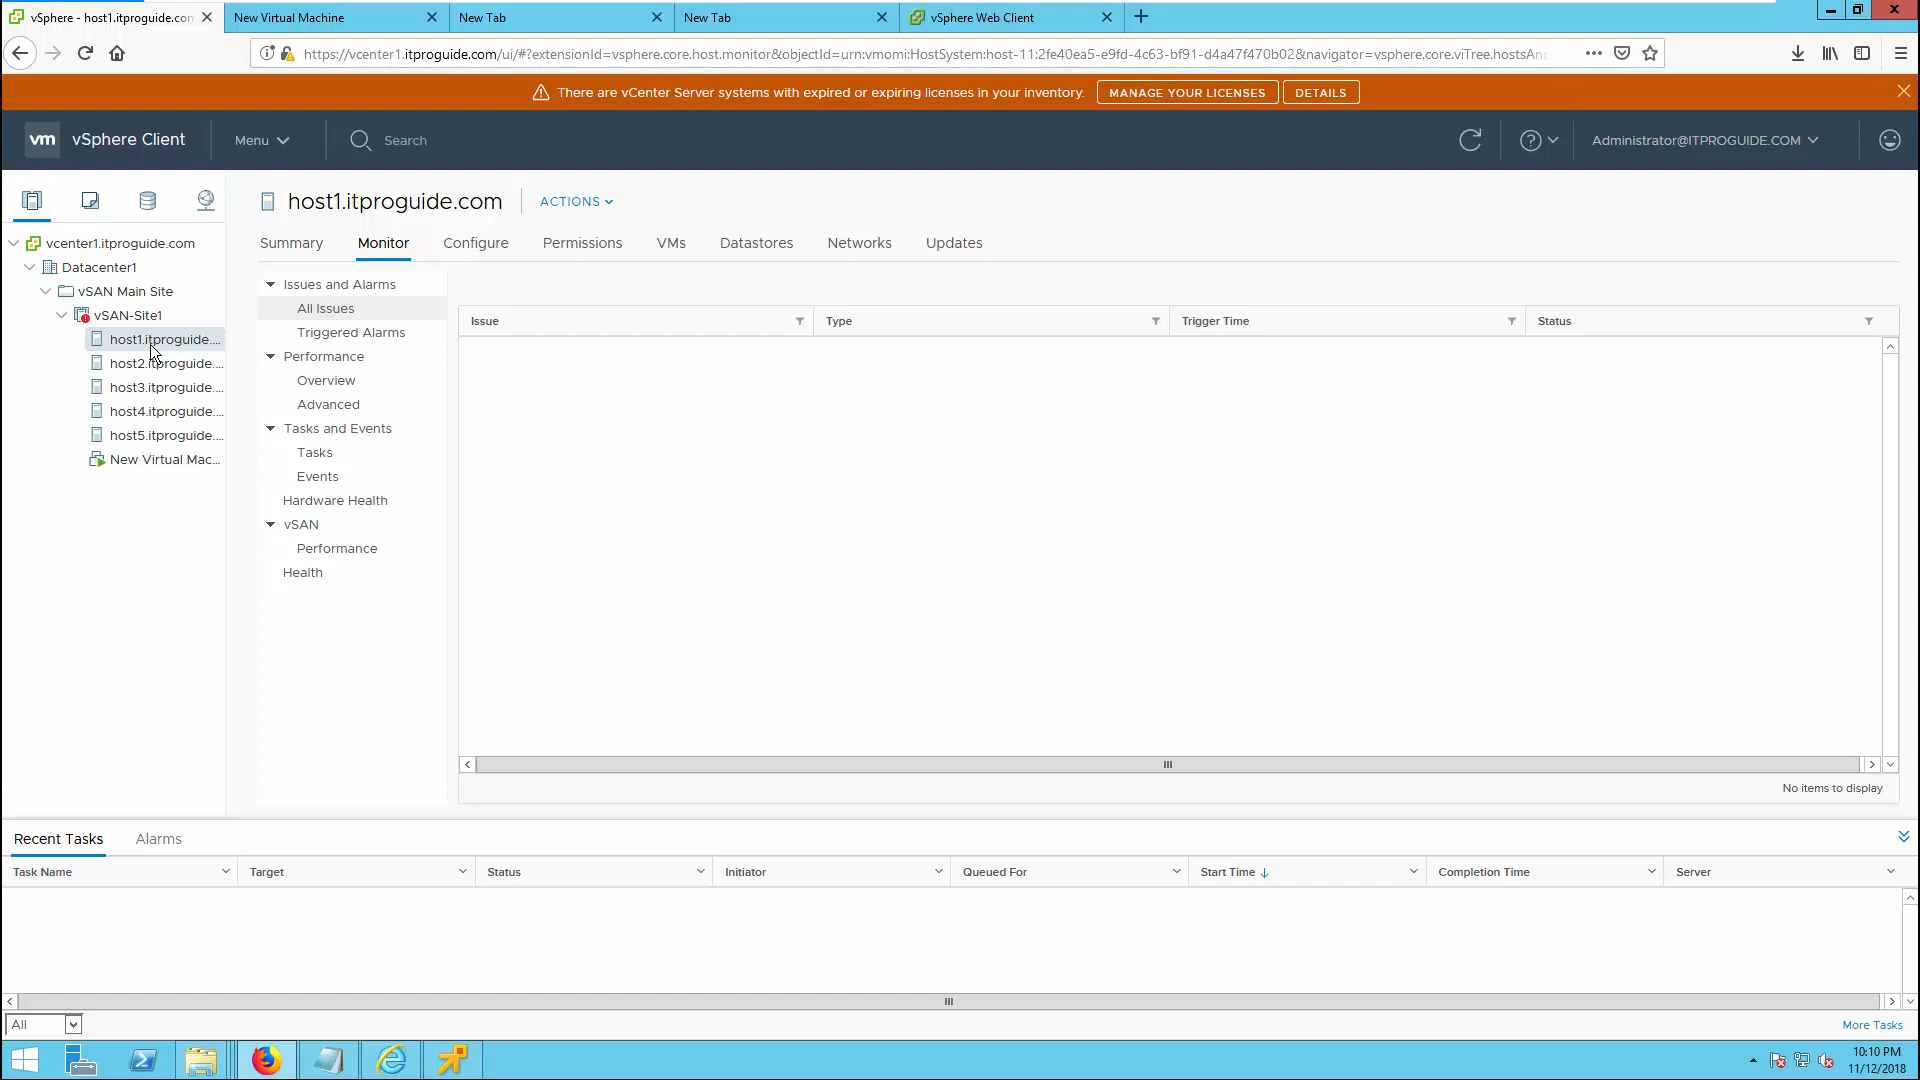 vSphere - host1.itproguide.com
New Virtual Machine
New Tab
New Tab
vSphere Web Client
https://vcenter1.itproguide.com/ui/#?extensionId=vsphere.core.host.monitor&objectId=urn:vmomi:HostSystem:host-11:2fe40ea5-e9fd-4c63-bf91-d4a47f470b02&navigator=vsphere.core.viTree.hostsAnd
There are vCenter Server systems with expired or expiring licenses in your inventory.
MANAGE YOUR LICENSES
DETAILS
vm
vSphere Client
Menu
Search
Administrator@ITPROGUIDE.COM
host1.itproguide.com
ACTIONS
Summary
Monitor
Configure
Permissions
VMs
Datastores
Networks
Updates
vcenter1.itproguide.com
Datacenter1
vSAN Main Site
vSAN-Site1
host1.itproguide....
host2.itproguide....
host3.itproguide....
host4.itproguide....
host5.itproguide....
New Virtual Mac...
Issues and Alarms
All Issues
Triggered Alarms
Performance
Overview
Advanced
Tasks and Events
Tasks
Events
Hardware Health
vSAN
Performance
Health
Issue
Type
Trigger Time
Status
No items to display
Recent Tasks
Alarms
Task Name
Target
Status
Initiator
Queued For
Start Time
Completion Time
Server
All
More Tasks
10:10 PM
11/12/2018